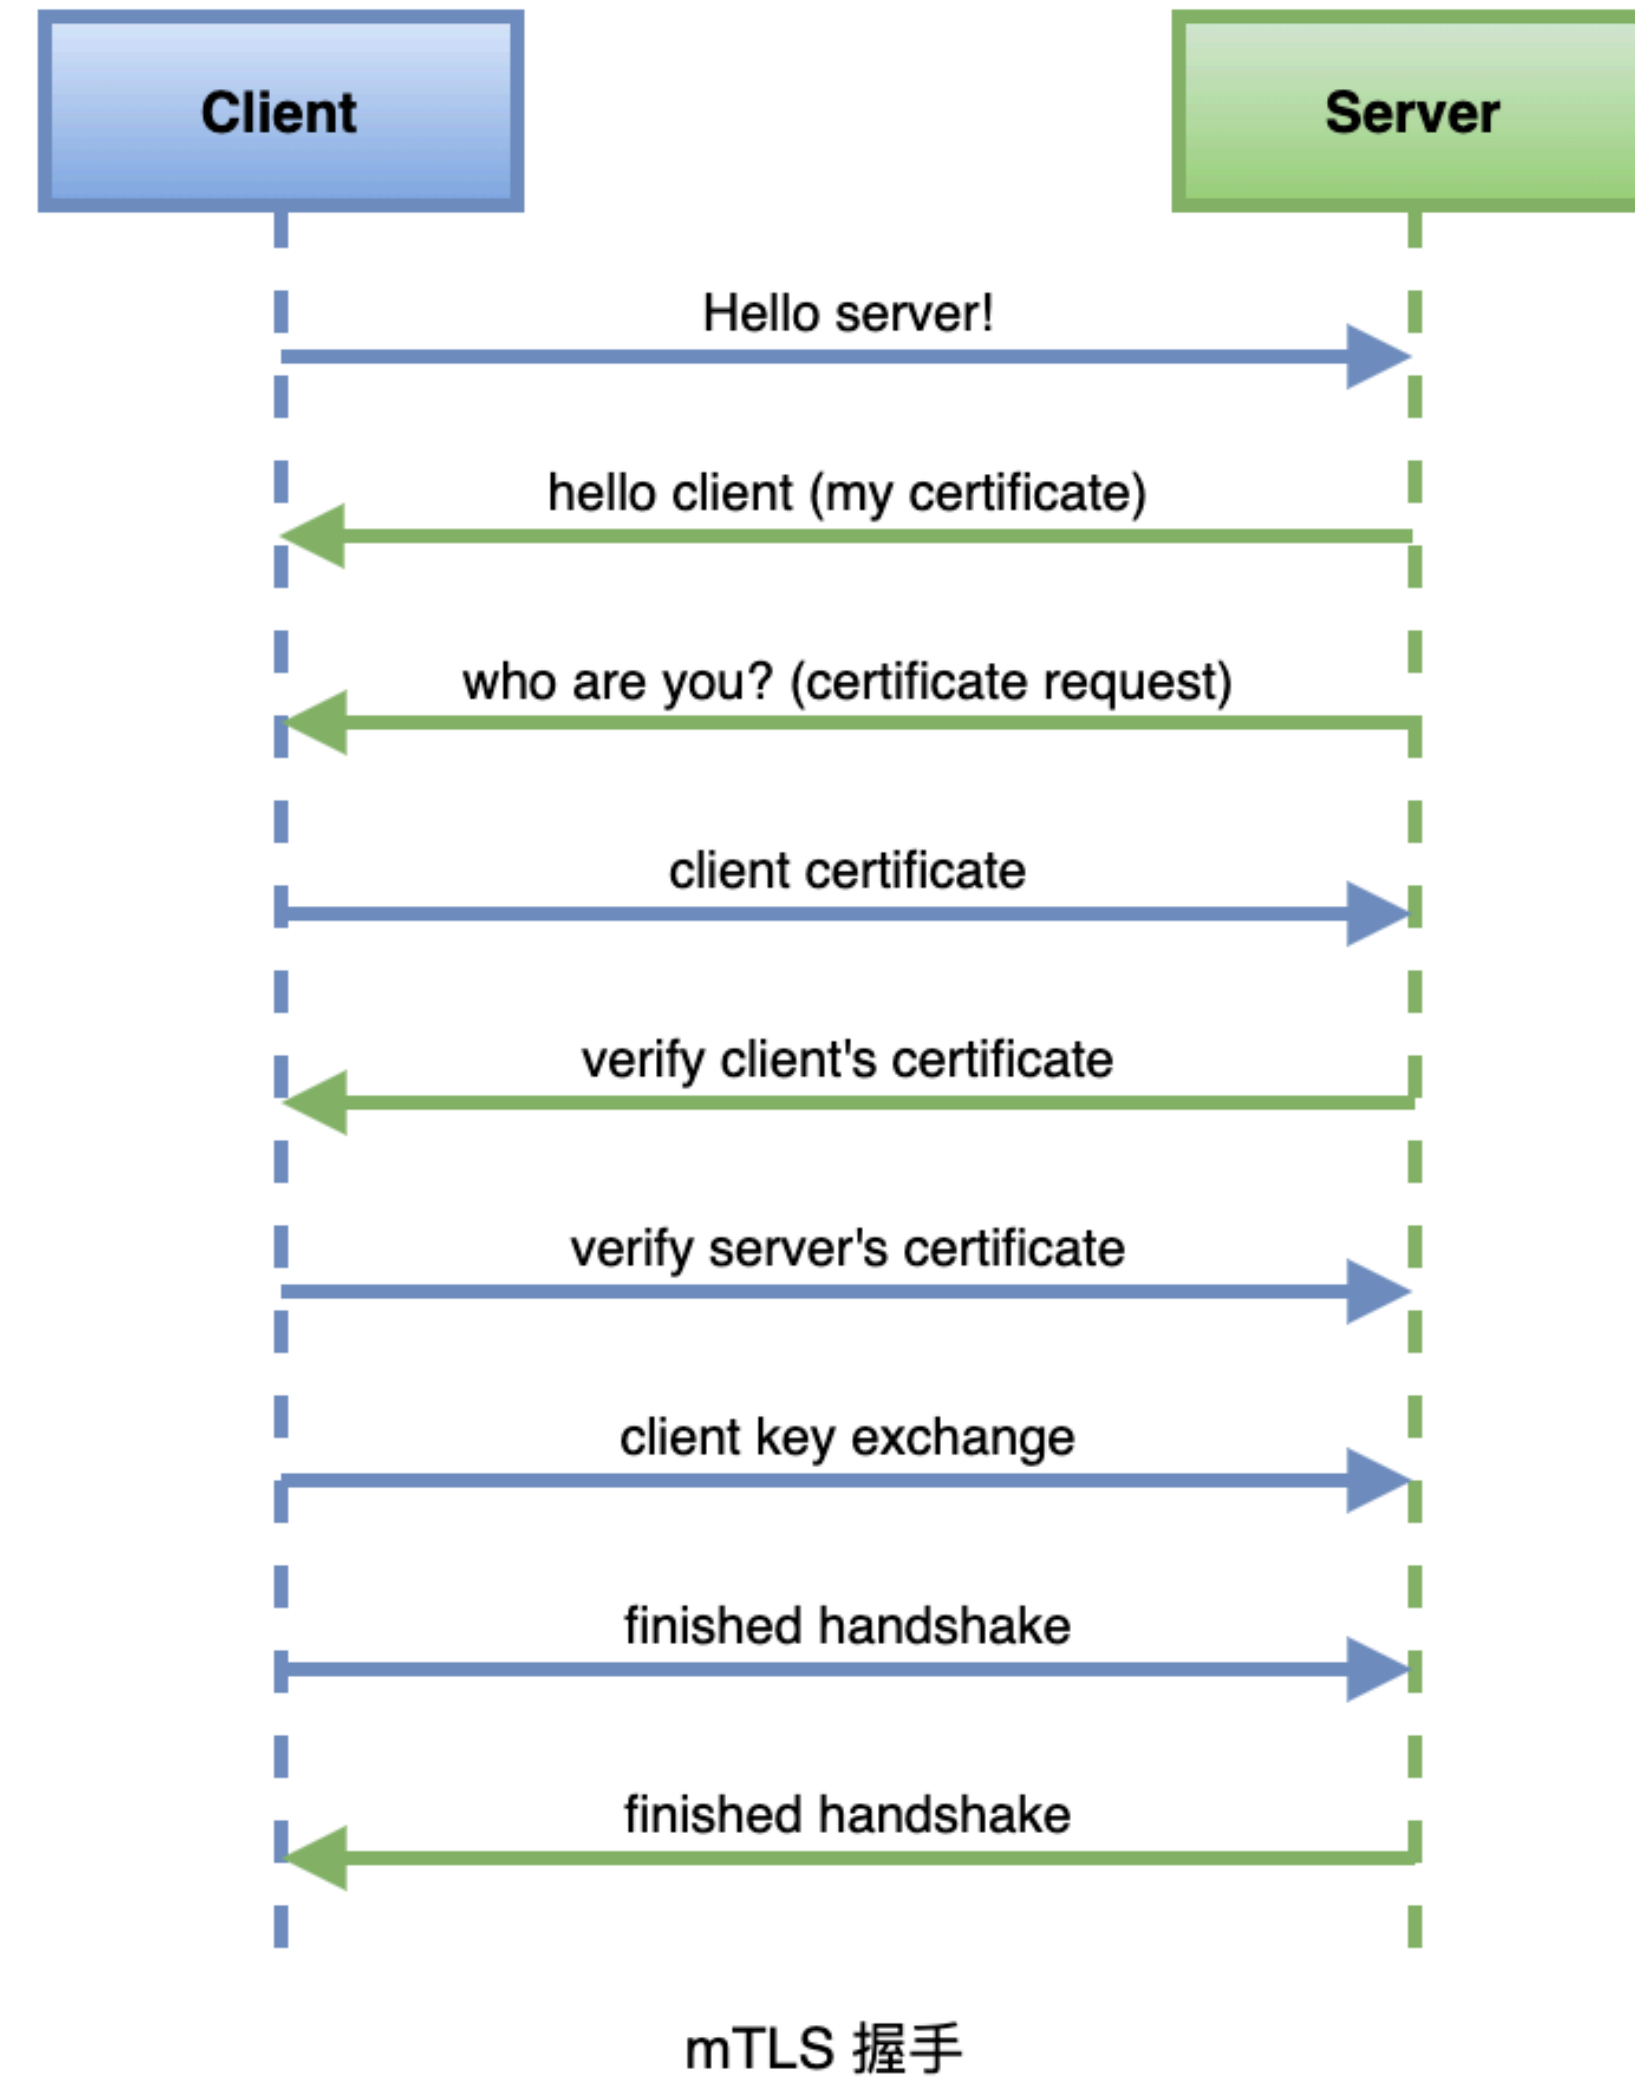 Client
Server
Hello server!
hello client (my certificate)
who are you? (certificate request)
client certificate
verify client's certificate
verify server's certificate
client key exchange
finished handshake
finished handshake
mTLS 握手